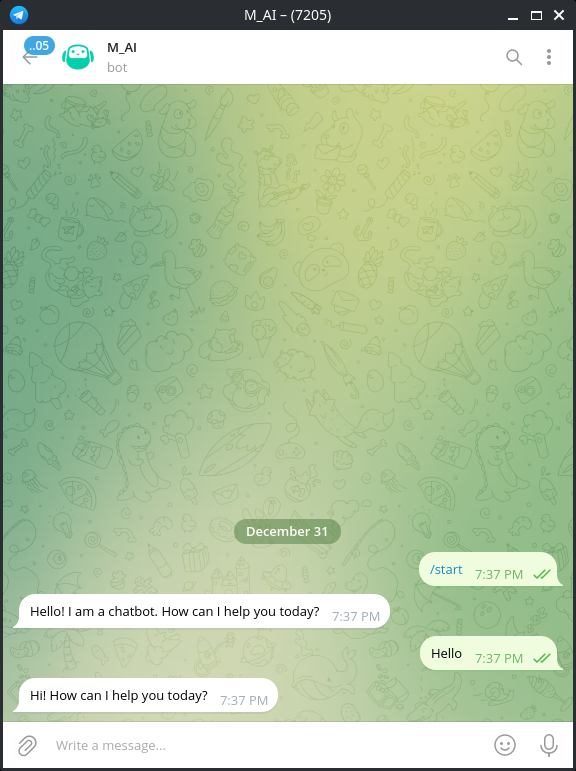 M_AI – (7205)
..05
M_AI
bot
December 31
/start 7:37 PM
Hello! I am a chatbot. How can I help you today? 7:37 PM
Hello 7:37 PM
Hi! How can I help you today? 7:37 PM
Write a message...